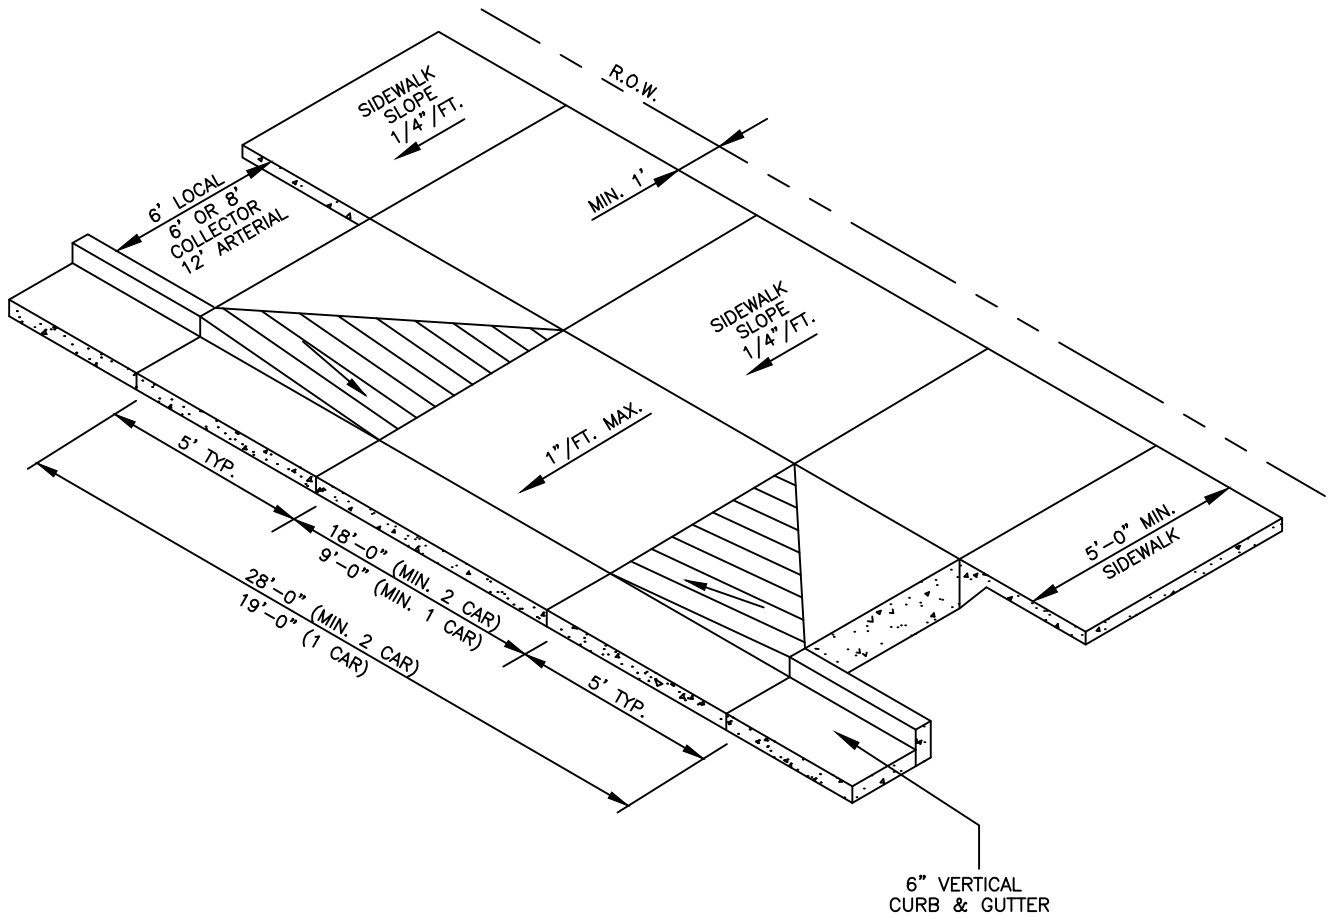 R.O.W.
SIDEWALK
SLOPE
1/4"/FT.
MIN. 1'
6' LOCAL
6' OR 8'
COLLECTOR
12' ARTERIAL
SIDEWALK
SLOPE
1/4"/FT.
1"/FT. MAX.
5' TYP.
18'-0" (MIN. 2 CAR)
9'-0" (MIN. 1 CAR)
28'-0" (MIN. 2 CAR)
19'-0" (1 CAR)
5' TYP.
5'-0" MIN.
SIDEWALK
6" VERTICAL
CURB & GUTTER